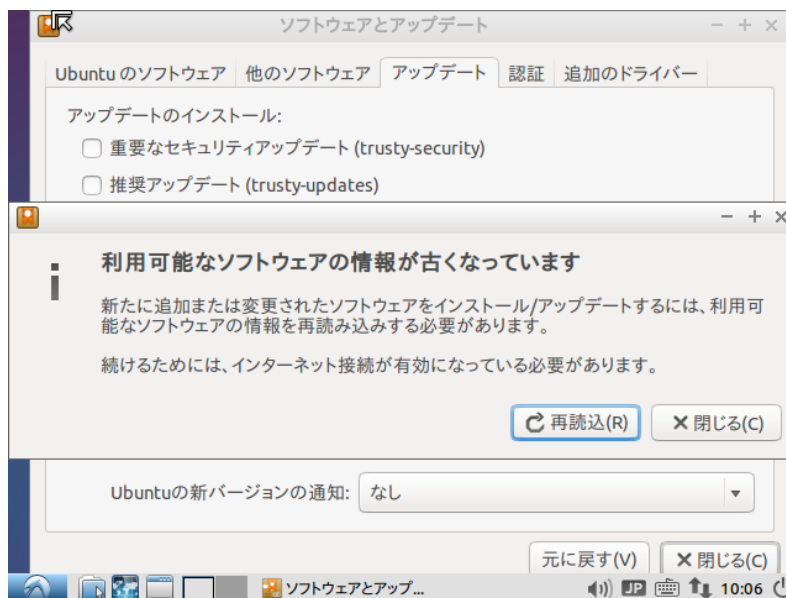 ソフトウェアとアップデート
Ubuntu のソフトウェア 他のソフトウェア アップデート 認証 追加のドライバー
アップデートのインストール:
重要なセキュリティアップデート (trusty-security)
推奨アップデート (trusty-updates)
利用可能なソフトウェアの情報が古くなっています
新たに追加または変更されたソフトウェアをインストール/アップデートするには、利用可
能なソフトウェアの情報を再読み込みする必要があります。
続けるためには、インターネット接続が有効になっている必要があります。
再読込(R) 閉じる(C)
Ubuntuの新バージョンの通知: なし
元に戻す(V) 閉じる(C)
ソフトウェアとアップ... JP 10:06